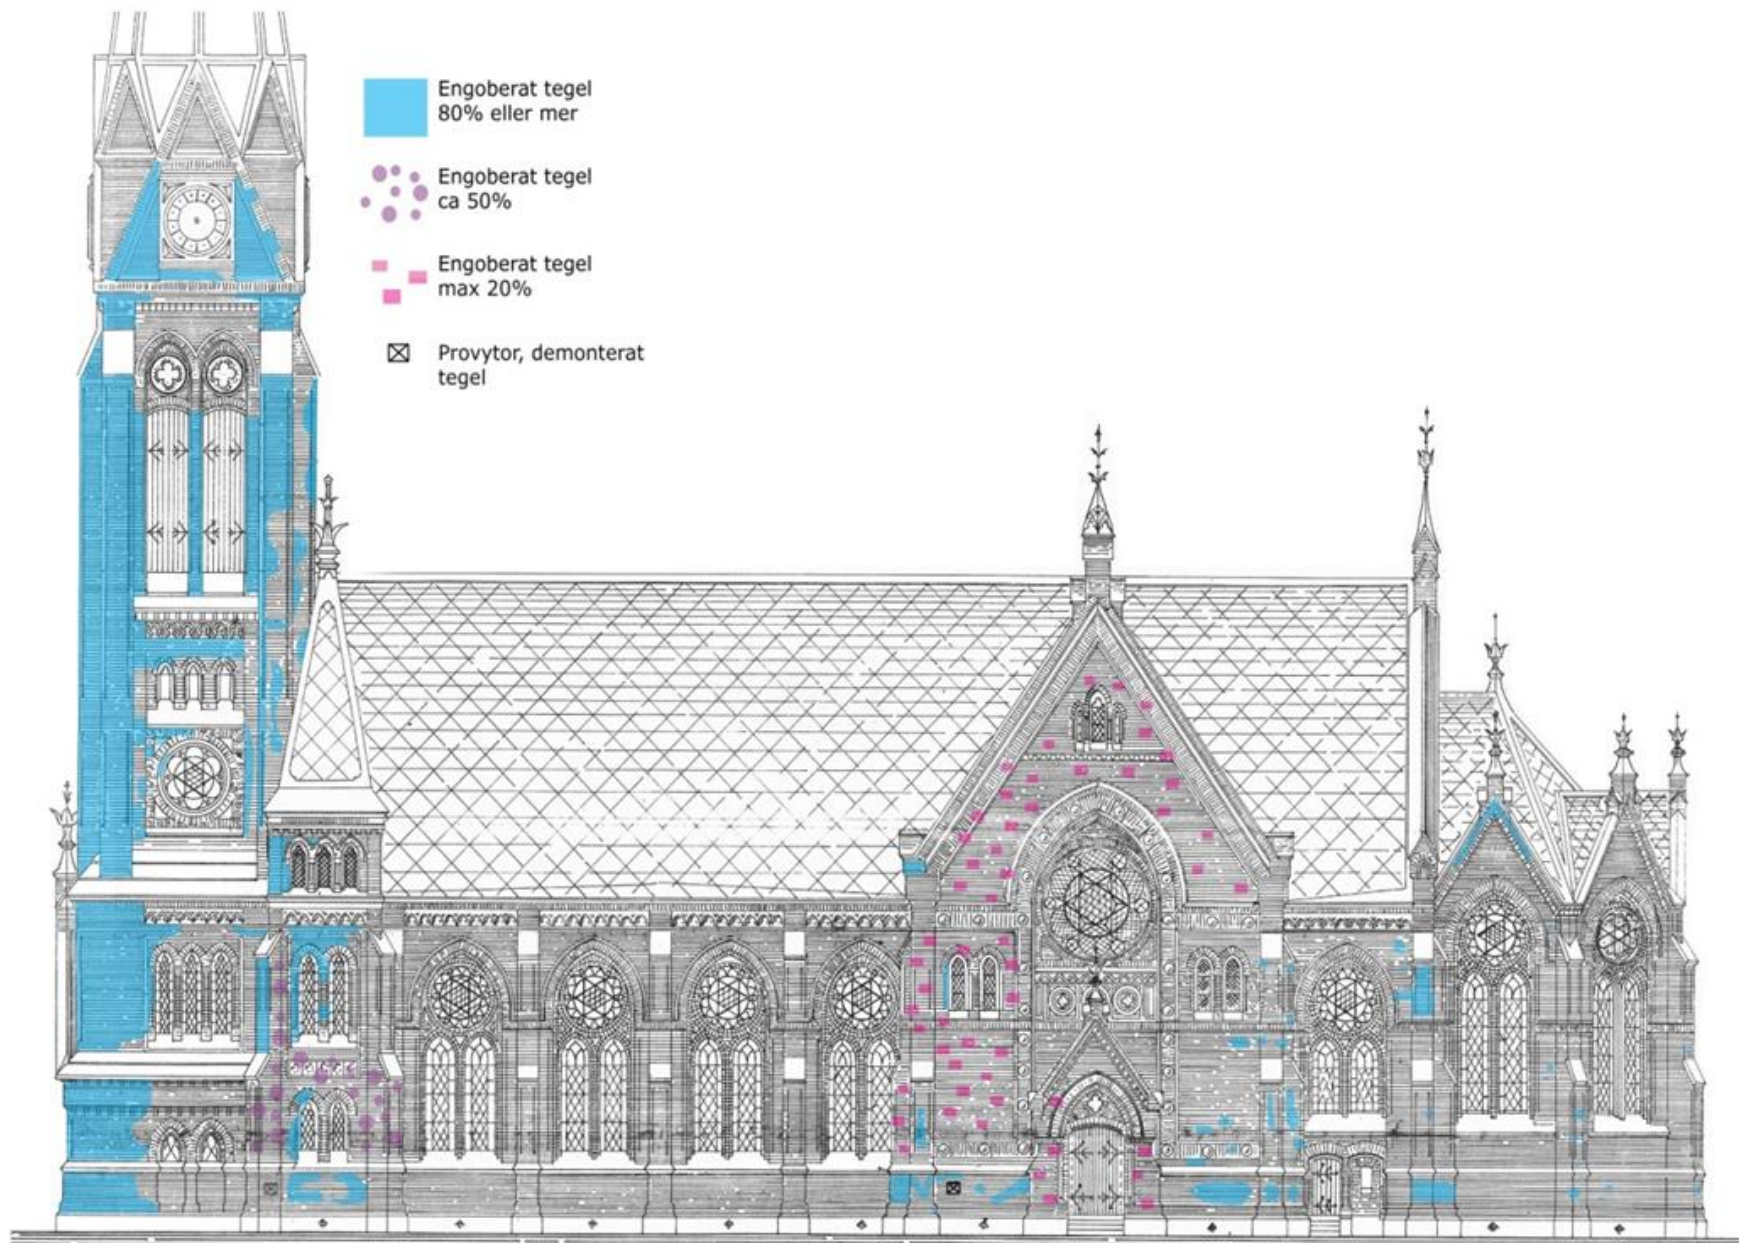 Engoberat tegel
80% eller mer
Engoberat tegel
ca 50%
Engoberat tegel
max 20%
Provytor, demonterat
tegel